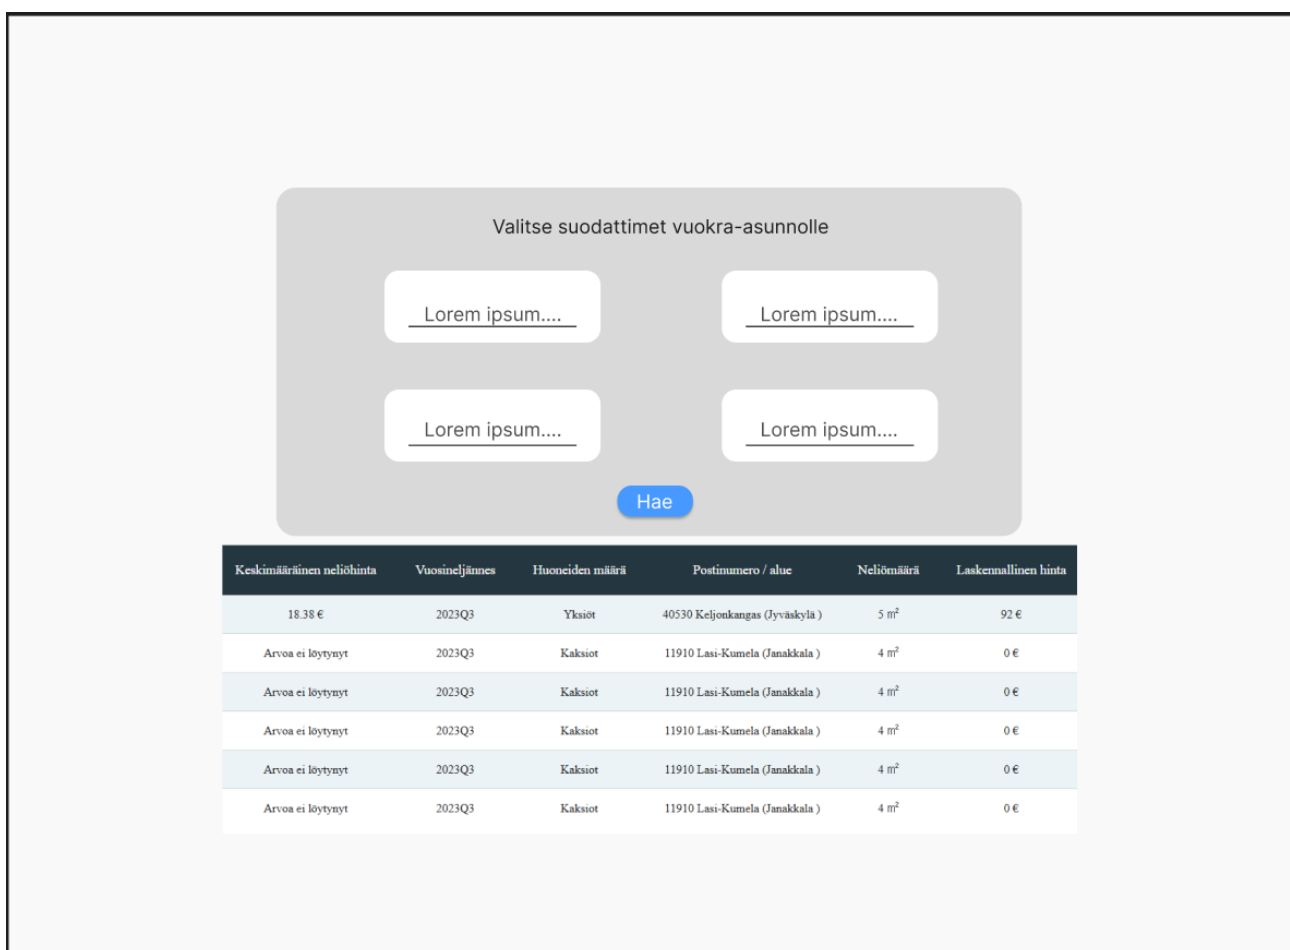 Valitse suodattimet vuokra-asunnolle
Lorem ipsum.... Lorem ipsum....
Lorem ipsum.... Lorem ipsum....
Hae
Keskimääräinen neliöhinta Vuosineljännes Huoneiden määrä Postinumero / alue Neliömäärä Laskennallinen hinta
18.38 € 2023Q3 Yksiöt 40530 Keljonkangas (Jyväskylä ) 5 m² 92 €
Arvoa ei löytynyt 2023Q3 Kaksiot 11910 Lasi-Kumela (Janakkala ) 4 m² 0 €
Arvoa ei löytynyt 2023Q3 Kaksiot 11910 Lasi-Kumela (Janakkala ) 4 m² 0 €
Arvoa ei löytynyt 2023Q3 Kaksiot 11910 Lasi-Kumela (Janakkala ) 4 m² 0 €
Arvoa ei löytynyt 2023Q3 Kaksiot 11910 Lasi-Kumela (Janakkala ) 4 m² 0 €
Arvoa ei löytynyt 2023Q3 Kaksiot 11910 Lasi-Kumela (Janakkala ) 4 m² 0 €